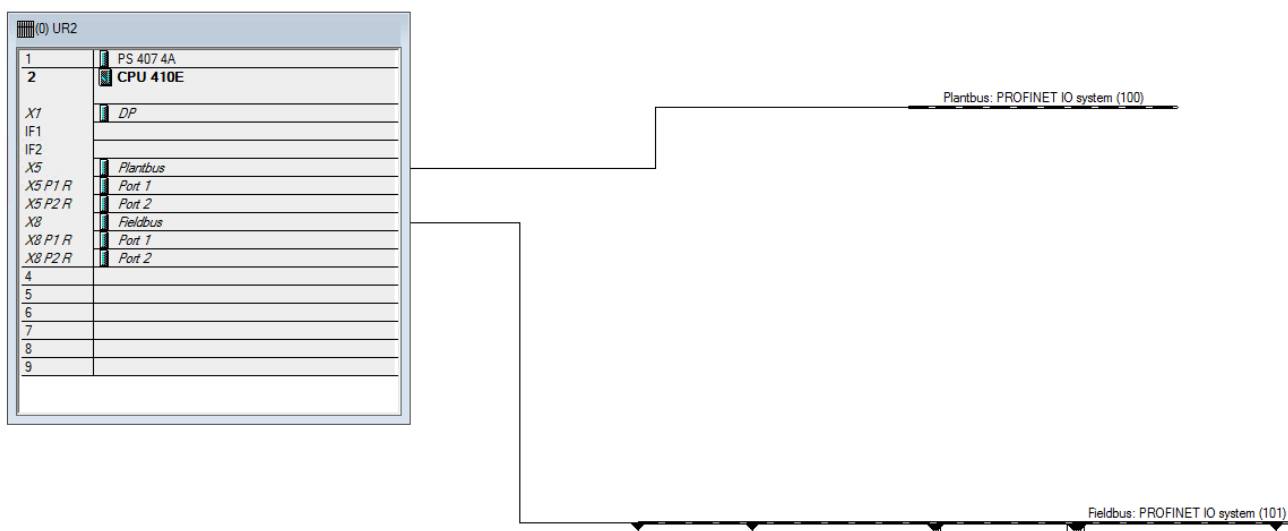 (0) UR2
1 PS 407 4A
2 CPU 410E
X1 DP
IF1
IF2
X5 Plantbus
X5 P1 R Port 1
X5 P2 R Port 2
X8 Fieldbus
X8 P1 R Port 1
X8 P2 R Port 2
4
5
6
7
8
9
Plantbus: PROFINET IO system (100)
Fieldbus: PROFINET IO system (101)